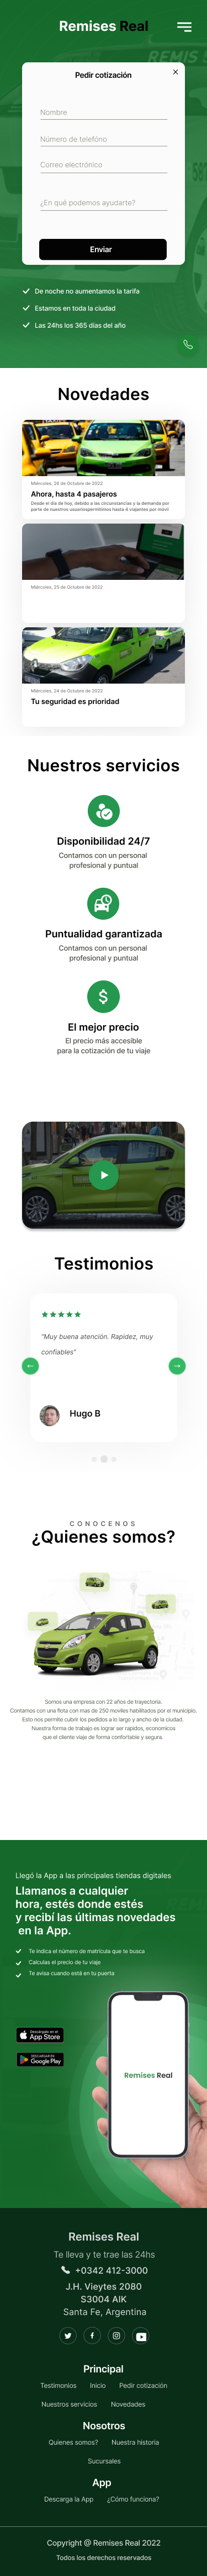 Remises Real
Pedir cotización
Nombre
Número de telefóno
Correo electrónico
¿En qué podemos ayudarte?
Enviar
De noche no aumentamos la tarifa
Estamos en toda la ciudad
Las 24hs los 365 días del año
Novedades
Miércoles, 26 de Octubre de 2022
Ahora, hasta 4 pasajeros
Desde el día de hoy, debido a las circunstancias y la demanda por
parte de nuestros usuarios
Miércoles, 25 de Octubre de 2022
Miércoles, 24 de Octubre de 2022
Tu seguridad es prioridad
Nuestros servicios
Disponibilidad 24/7
Contamos con un personal
profesional y puntual
Puntualidad garantizada
Contamos con un personal
profesional y puntual
El mejor precio
El precio más accesible
para la cotización de tu viaje
Testimonios
"Muy buena atención. Rapidez, muy
confiables"
Hugo B
CONOCENOS
¿Quienes somos?
Somos una empresa con 22 años de trayectoria.
Contamos con una flota con mas de 250 móviles habilitados por el municipio.
Esto nos permite cubrir los pedidos a lo largo y ancho de la ciudad.
Nuestra forma de trabajo es lograr ser rapidos, economicos
que el cliente viaje de forma confortable y segura.
Llegó la App a las principales tiendas digitales
Llamanos a cualquier
hora, estés donde estés
y recibí las últimas novedades
en la App.
Te indica el número de matrícula que te busca
Calculas el precio de tu viaje
Te avisa cuando está en tu puerta
Remises Real
App Store
Google Play
Remises Real
Te lleva y te trae las 24hs
+0342 412-3000
J.H. Vieytes 2080
S3004 AIK
Santa Fe, Argentina
Principal
Testimonios Inicio Pedir cotización
Nuestros servicios Novedades
Nosotros
Quienes somos? Nuestra historia
Sucursales
App
Descarga la App ¿Cómo funciona?
Copyright @ Remises Real 2022
Todos los derechos reservados